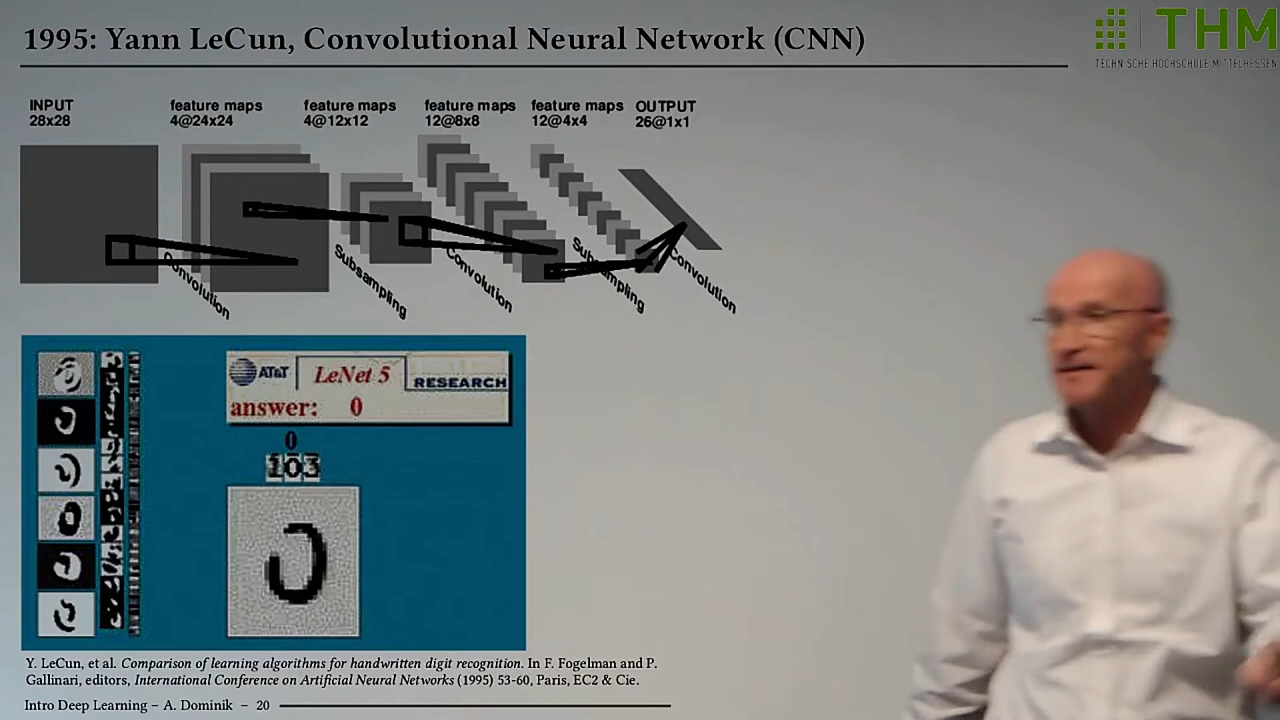 1995: Yann LeCun, Convolutional Neural Network (CNN)
THM
TECHNISCHE HOCHSCHULE MITTELHESSEN
INPUT
28x28
feature maps
4@24x24
feature maps
4@12x12
feature maps
12@8x8
feature maps
12@4x4
OUTPUT
26@1x1
Convolution
Subsampling
Convolution
Subsampling
Convolution
AT&T
LeNet 5
RESEARCH
answer: 0
0
103
Y. LeCun, et al. Comparison of learning algorithms for handwritten digit recognition. In F. Fogelman and P.
Gallinari, editors, International Conference on Artificial Neural Networks (1995) 53-60, Paris, EC2 & Cie.
Intro Deep Learning – A. Dominik – 20